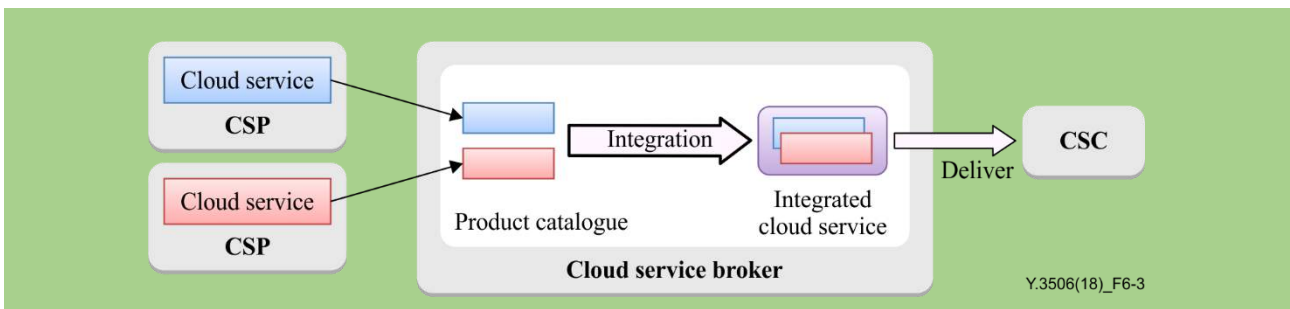 Cloud service
CSP
Cloud service
CSP
Product catalogue
Integration
Integrated
cloud service
Cloud service broker
Deliver
CSC
Y.3506(18)_F6-3